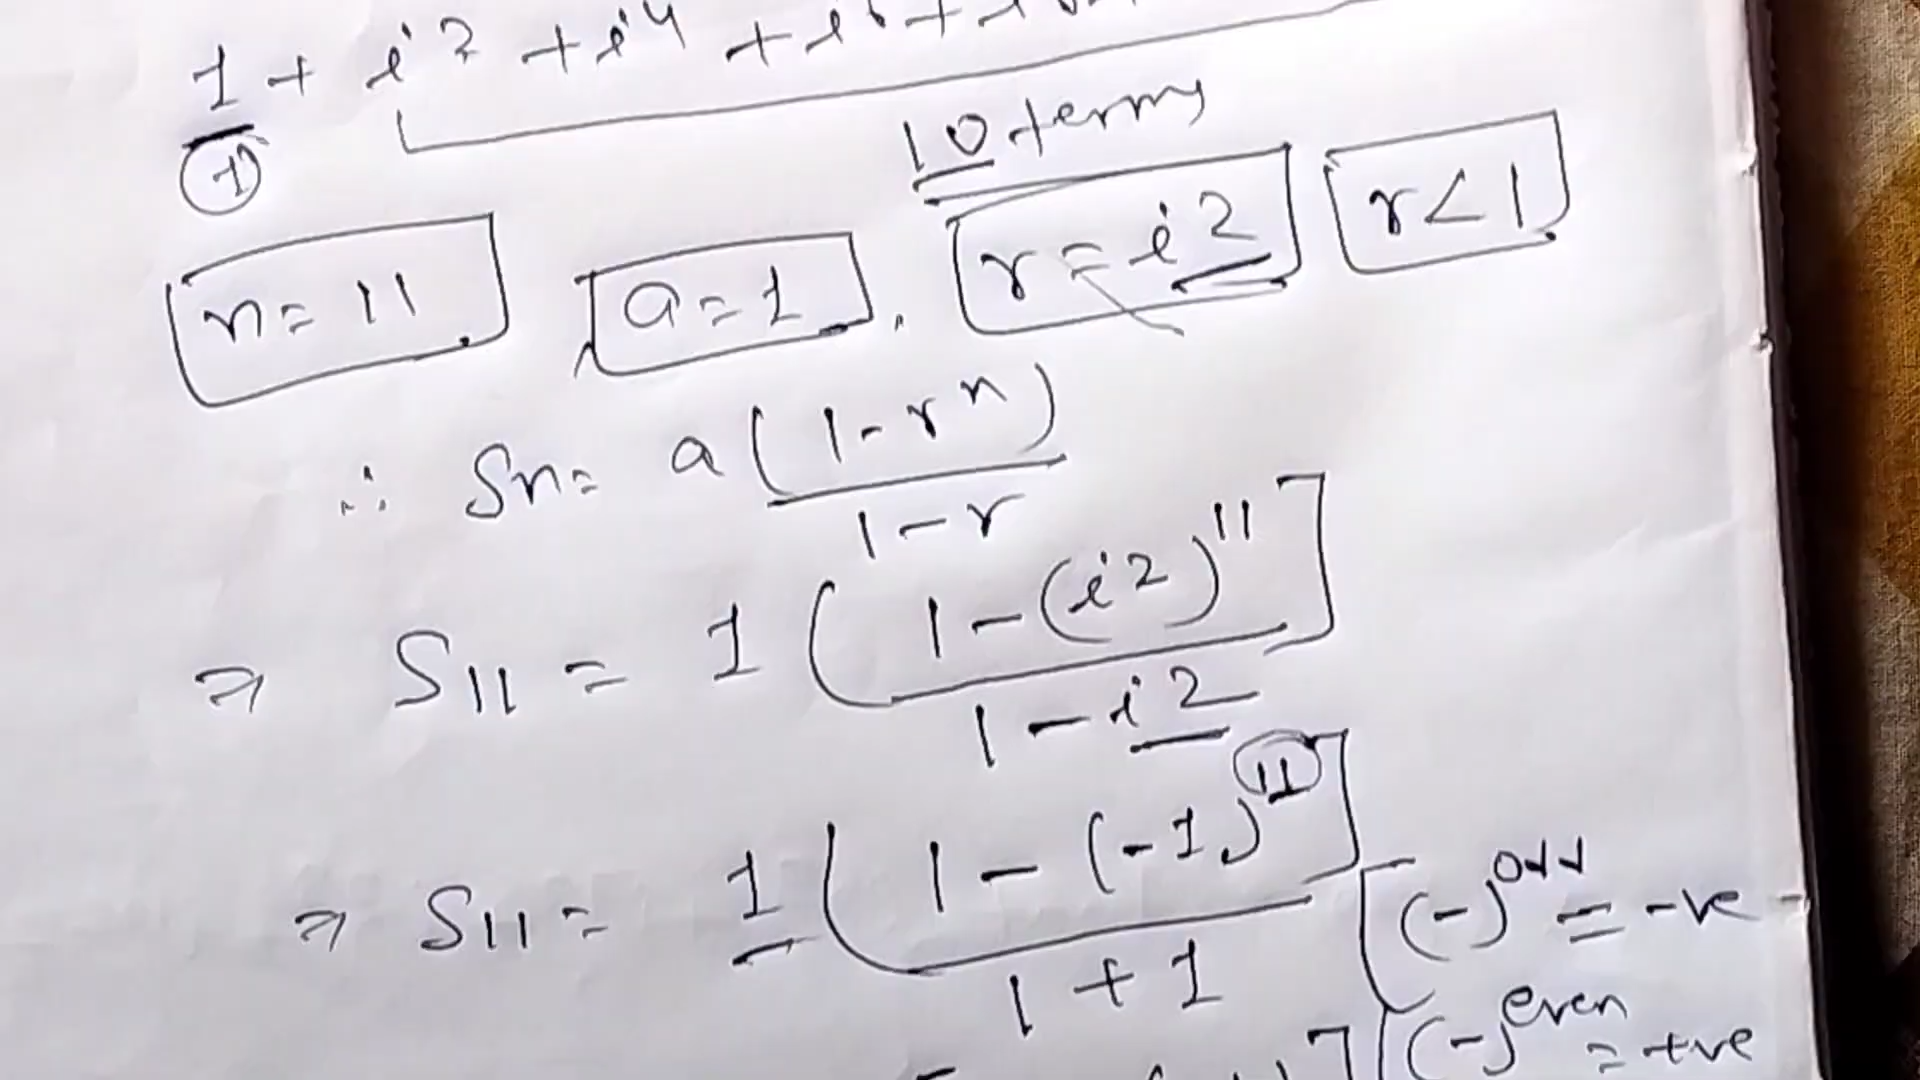 1 + i² + i⁴ + i⁶ +
① 10 terms
n = 11 a = 1, r = i² r < 1
∴ Sn = a(1 - rⁿ) / 1 - r
⇒ S11 = 1 (1 - (i²)¹¹] / 1 - i²
⇒ S11 = 1 (1 - (-1)¹¹] / 1 + 1 [(-)ᵒᵈᵈ = -ve
(-)ᵉᵛᵉⁿ = +ve